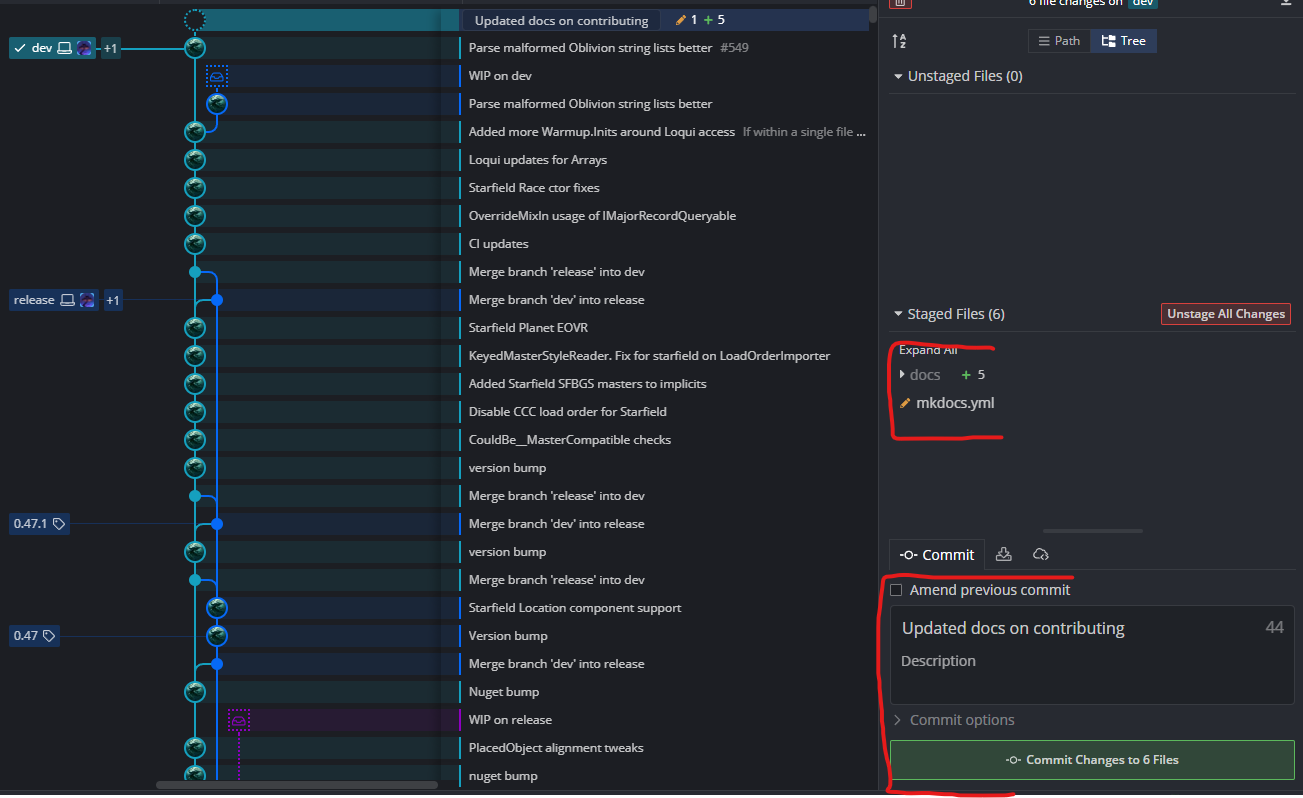 Updated docs on contributing 1 + 5
dev +1 Parse malformed Oblivion string lists better #549
WIP on dev
Parse malformed Oblivion string lists better
Added more Warmup.Inits around Loqui access If within a single file ...
Loqui updates for Arrays
Starfield Race ctor fixes
OverrideMixIn usage of IMajorRecordQueryable
CI updates
Merge branch 'release' into dev
release +1 Merge branch 'dev' into release
Starfield Planet EOVR
KeyedMasterStyleReader. Fix for starfield on LoadOrderImporter
Added Starfield SFBGS masters to implicits
Disable CCC load order for Starfield
CouldBe__MasterCompatible checks
version bump
Merge branch 'release' into dev
0.47.1 Merge branch 'dev' into release
version bump
Merge branch 'release' into dev
Starfield Location component support
0.47 Version bump
Merge branch 'dev' into release
Nuget bump
WIP on release
PlacedObject alignment tweaks
nuget bump
6 file changes on dev
Path Tree
Unstaged Files (0)
Staged Files (6) Unstage All Changes
Expand All
docs + 5
mkdocs.yml
Commit
Amend previous commit
Updated docs on contributing 44
Description
Commit options
Commit Changes to 6 Files